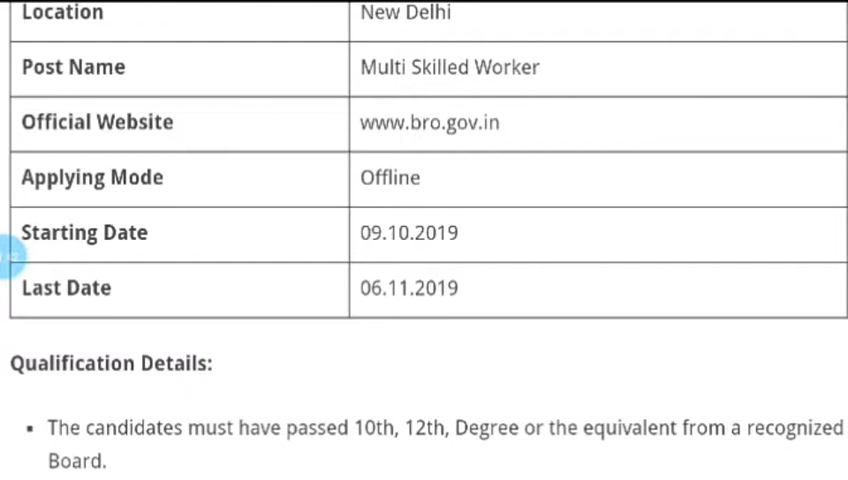 Location New Delhi
Post Name Multi Skilled Worker
Official Website www.bro.gov.in
Applying Mode Offline
Starting Date 09.10.2019
Last Date 06.11.2019
Qualification Details:
▪ The candidates must have passed 10th, 12th, Degree or the equivalent from a recognized
Board.